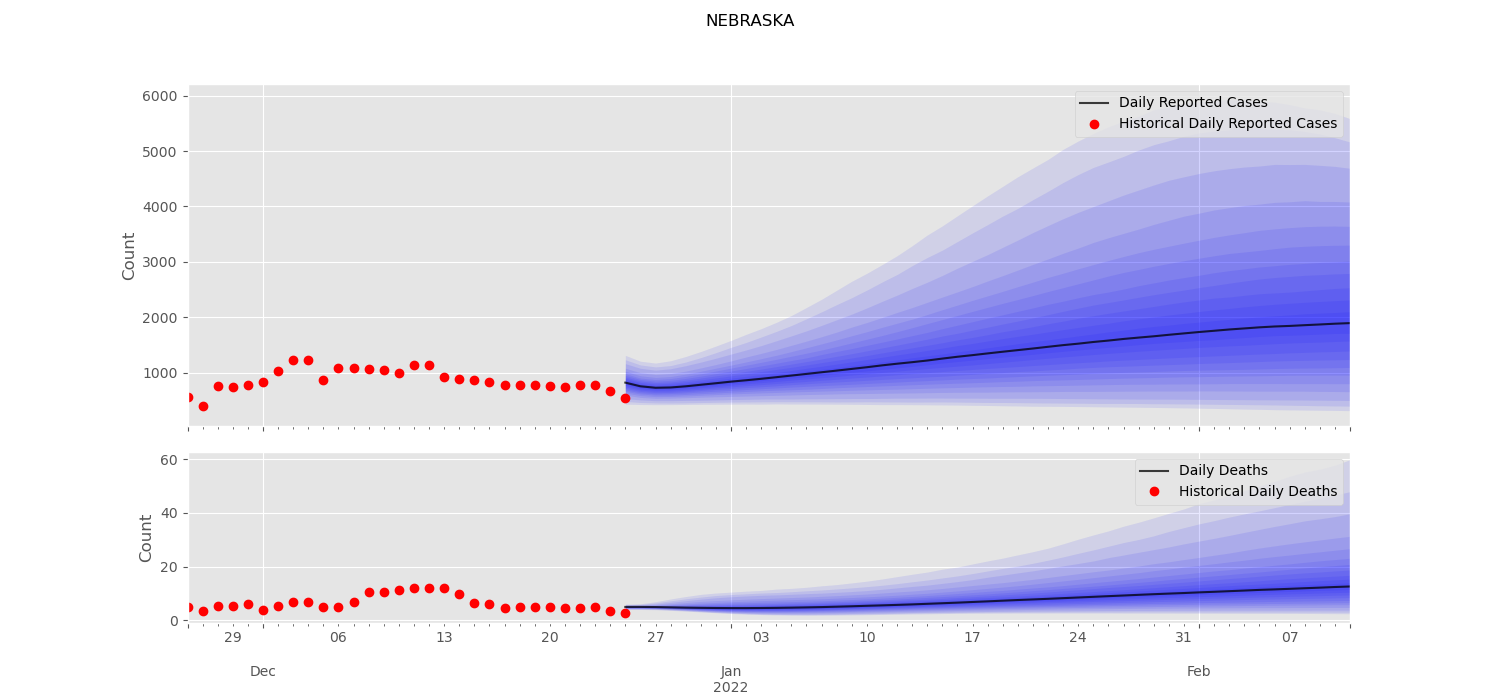 NEBRASKA
6000
5000
4000
3000
2000
1000
Count
Daily Reported Cases
Historical Daily Reported Cases
60
40
20
0
Count
Daily Deaths
Historical Daily Deaths
29 06 13 20 27 03 10 17 24 31 07
Dec Jan Feb
2022